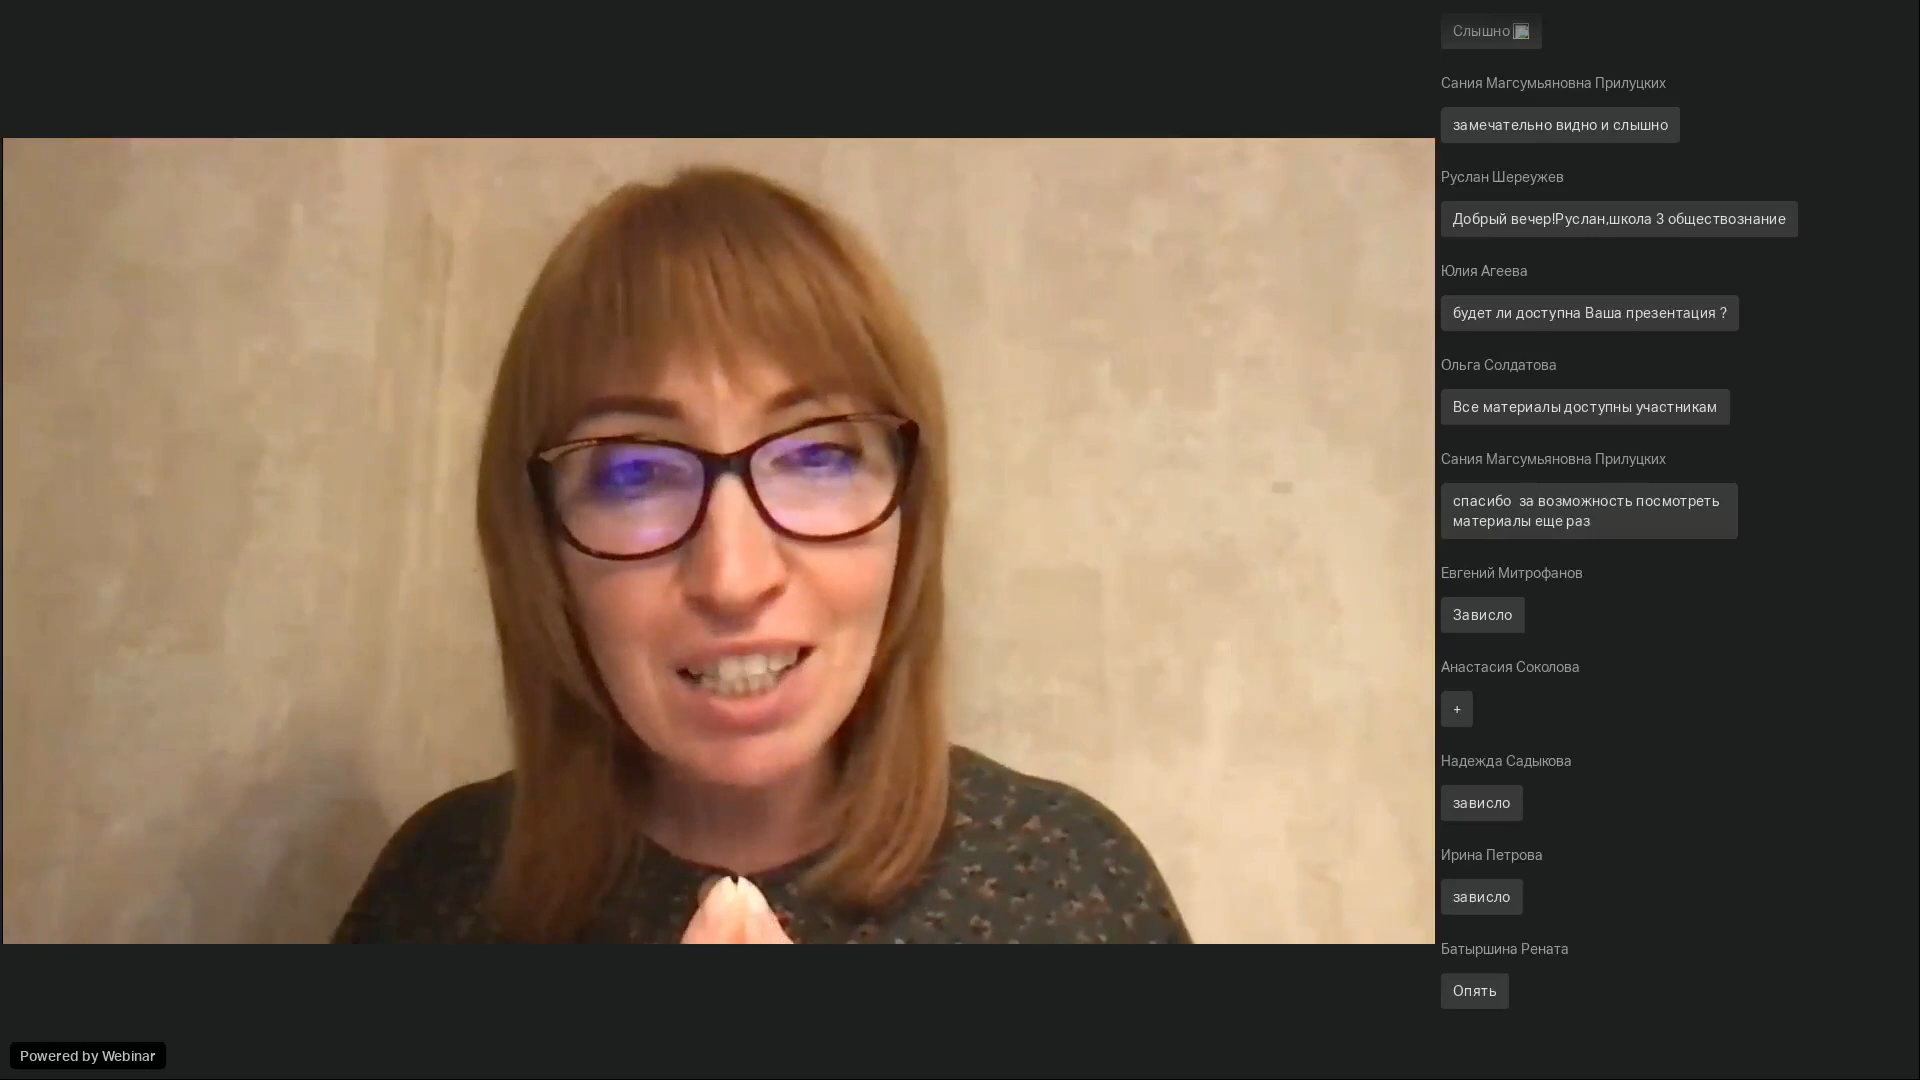 Слышно
Сания Магсумьяновна Прилуцких
замечательно видно и слышно
Руслан Шереужев
Добрый вечер!Руслан,школа 3 обществознание
Юлия Агеева
будет ли доступна Ваша презентация ?
Ольга Солдатова
Все материалы доступны участникам
Сания Магсумьяновна Прилуцких
спасибо  за возможность посмотреть
материалы еще раз
Евгений Митрофанов
Зависло
Анастасия Соколова
+
Надежда Садыкова
зависло
Ирина Петрова
зависло
Батыршина Рената
Опять
Powered by Webinar